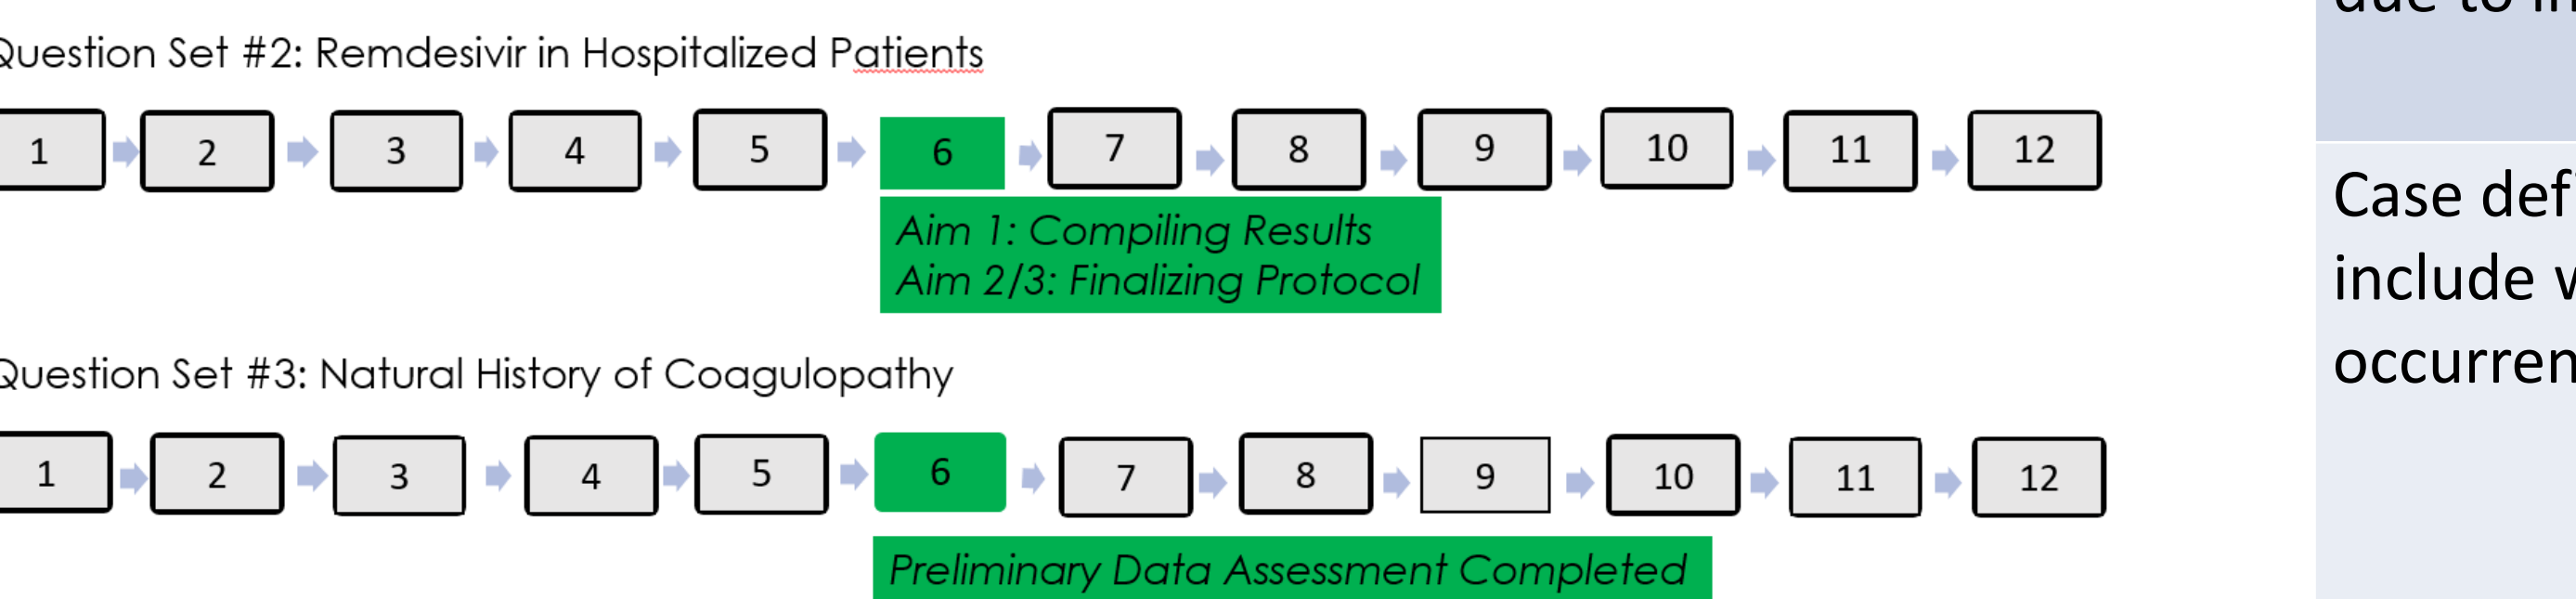 Question Set #2: Remdesivir in Hospitalized Patients
1 2 3 4 5 6 7 8 9 10 11 12
Aim 1: Compiling Results
Aim 2/3: Finalizing Protocol
Question Set #3: Natural History of Coagulopathy
1 2 3 4 5 6 7 8 9 10 11 12
Preliminary Data Assessment Completed
due to
Case
include